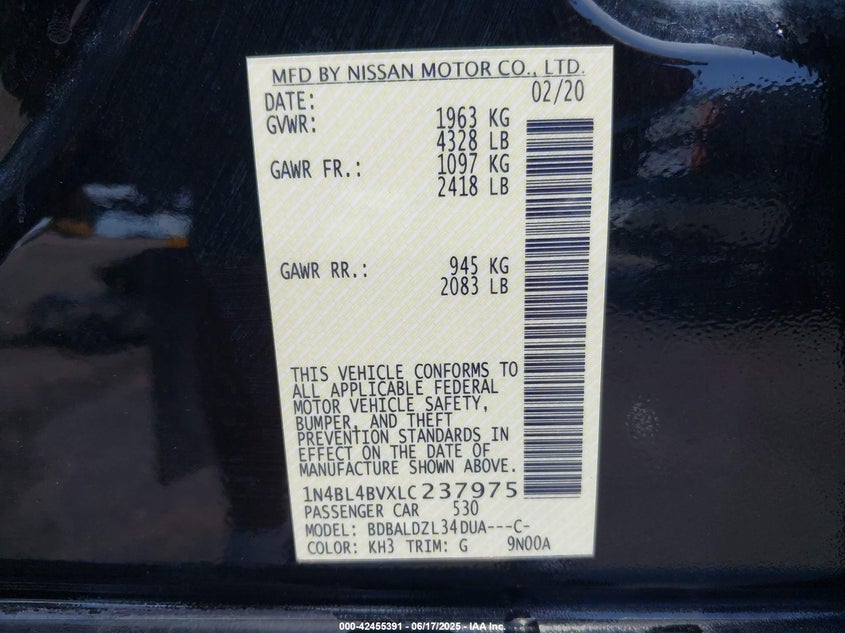 MFD BY NISSAN MOTOR CO., LTD.
DATE: 02/20
GVWR: 1963 KG
4328 LB
GAWR FR.: 1097 KG
2418 LB
GAWR RR.: 945 KG
2083 LB
THIS VEHICLE CONFORMS TO
ALL APPLICABLE FEDERAL
MOTOR VEHICLE SAFETY,
BUMPER, AND THEFT
PREVENTION STANDARDS IN
EFFECT ON THE DATE OF
MANUFACTURE SHOWN ABOVE.
1N4BL4BVXLC237975
PASSENGER CAR 530
MODEL: BDBALDZL34DUA---C-
COLOR: KH3 TRIM: G 9N00A
000-42455391 - 06/17/2025 - IAA Inc.